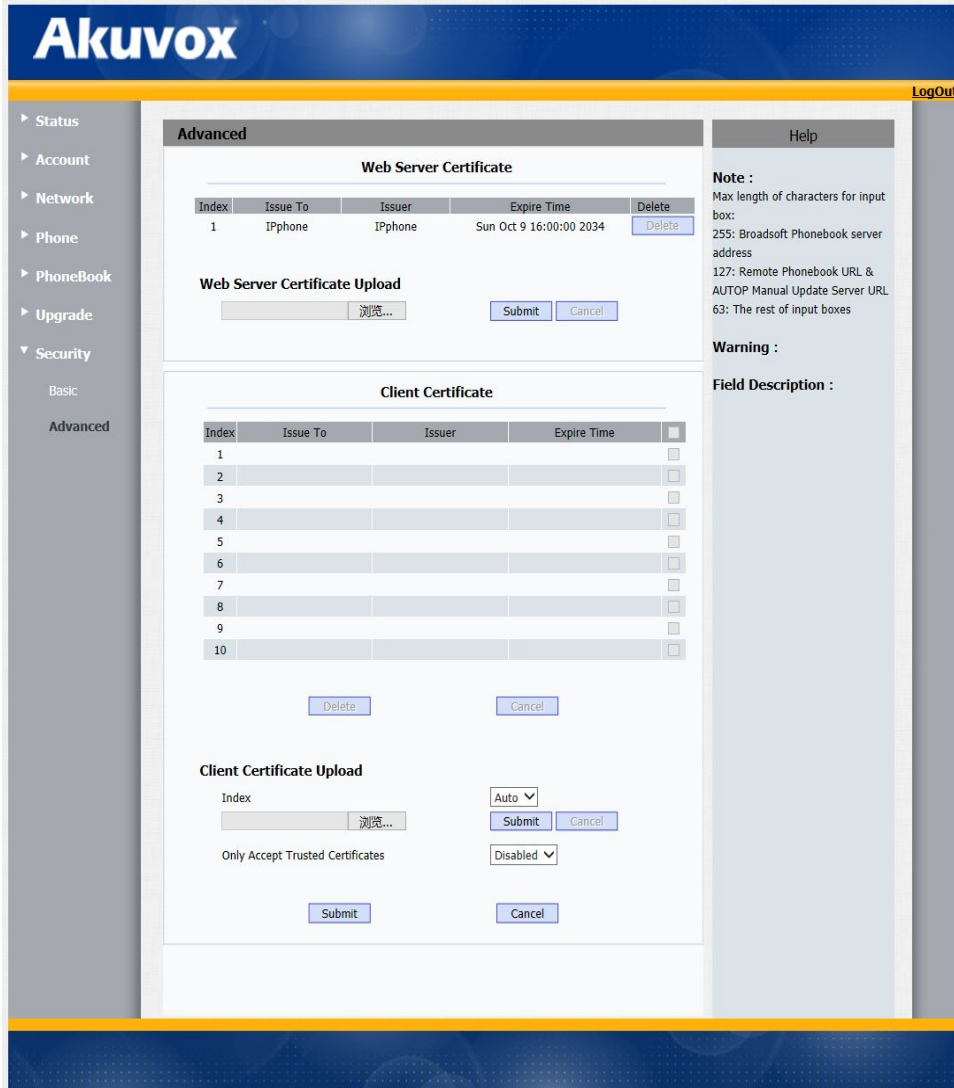 Akuvox
LogOut
Status
Account
Network
Phone
PhoneBook
Upgrade
Security
Basic
Advanced
Advanced
Web Server Certificate
Index Issue To Issuer Expire Time Delete
1 IPphone IPphone Sun Oct 9 16:00:00 2034 Delete
Web Server Certificate Upload
浏览... Submit Cancel
Client Certificate
Index Issue To Issuer Expire Time
1
2
3
4
5
6
7
8
9
10
Delete Cancel
Client Certificate Upload
Index Auto
浏览... Submit Cancel
Only Accept Trusted Certificates Disabled
Submit Cancel
Help
Note :
Max length of characters for input
box:
255: Broadsoft Phonebook server
address
127: Remote Phonebook URL &
AUTOP Manual Update Server URL
63: The rest of input boxes
Warning :
Field Description :